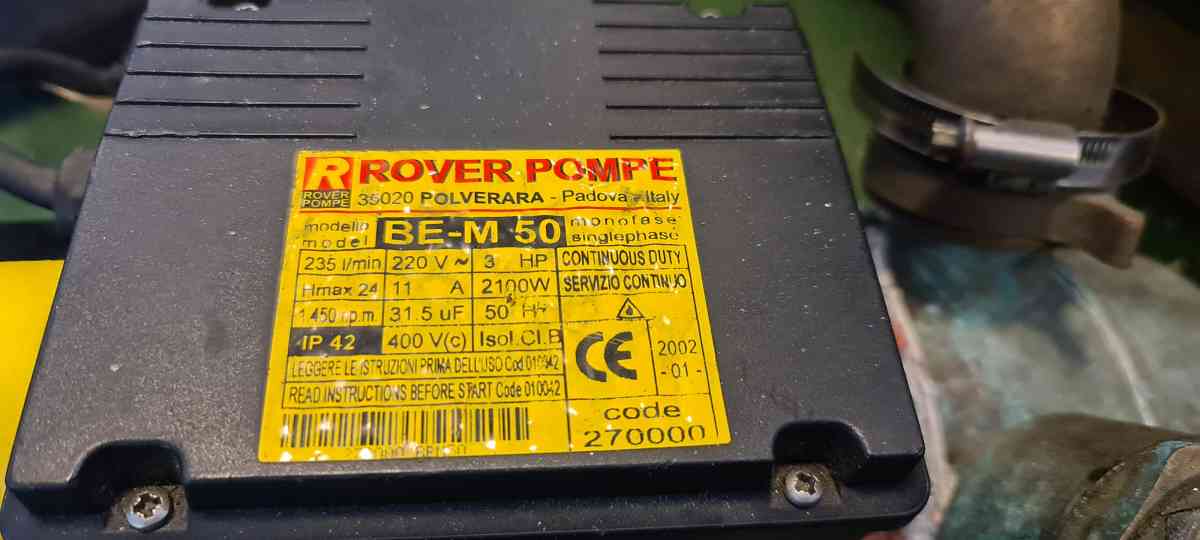 R ROVER POMPE
ROVER POMPE 35020 POLVERARA - Padova - Italy
modello model BE-M 50 monofase singlephase
235 l/min 220 V ~ 3 HP CONTINUOUS DUTY
Hmax 24 11 A 2100W SERVIZIO CONTINUO
1.450 rpm. 31.5 uF 50 Hz
IP 42 400 V(c) Isol.Cl.B CE 2002
LEGGERE LE ISTRUZIONI PRIMA DELL'USO Cod 010042 - 01 -
READ INSTRUCTIONS BEFORE START Code 010042
code
270000